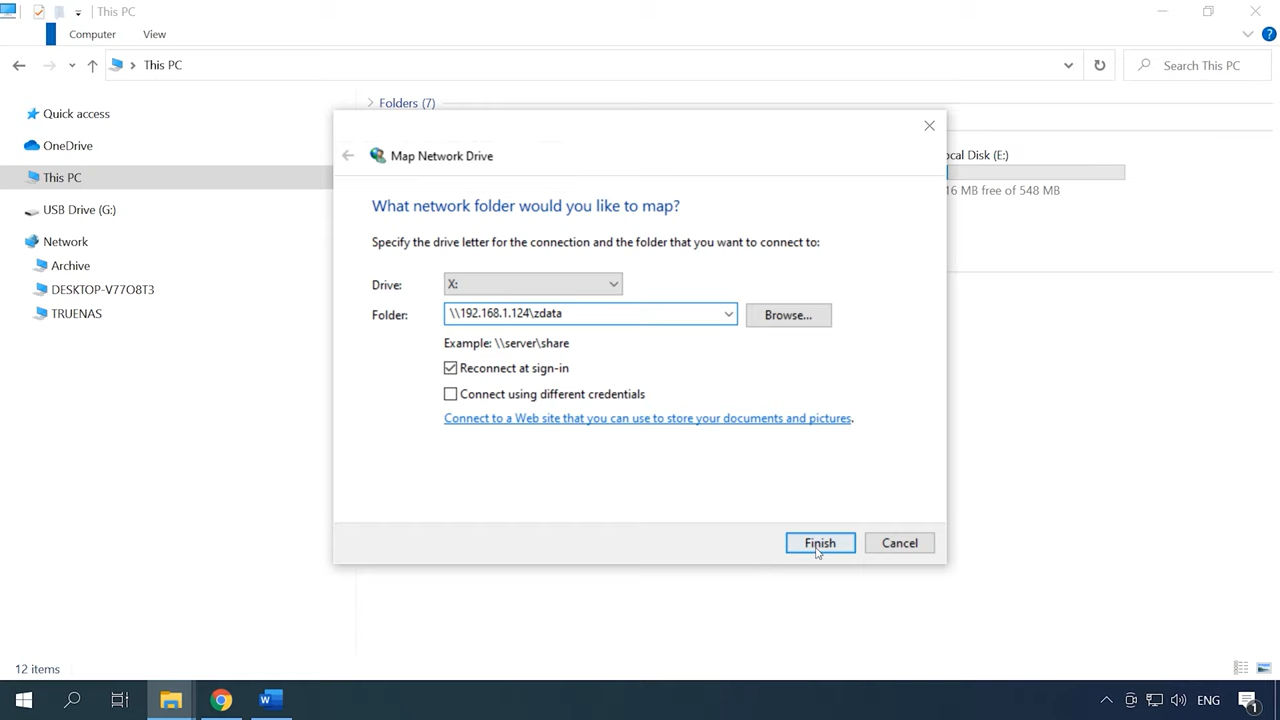 This PC
Computer
View
This PC
Search This PC
Quick access
OneDrive
This PC
USB Drive (G:)
Network
Archive
DESKTOP-V77O8T3
TRUENAS
Folders (7)
ocal Disk (E:)
16 MB free of 548 MB
Map Network Drive
What network folder would you like to map?
Specify the drive letter for the connection and the folder that you want to connect to:
Drive: X:
Folder: \\192.168.1.124\zdata Browse...
Example: \\server\share
Reconnect at sign-in
Connect using different credentials
Connect to a Web site that you can use to store your documents and pictures.
Finish Cancel
12 items
W
ENG
1